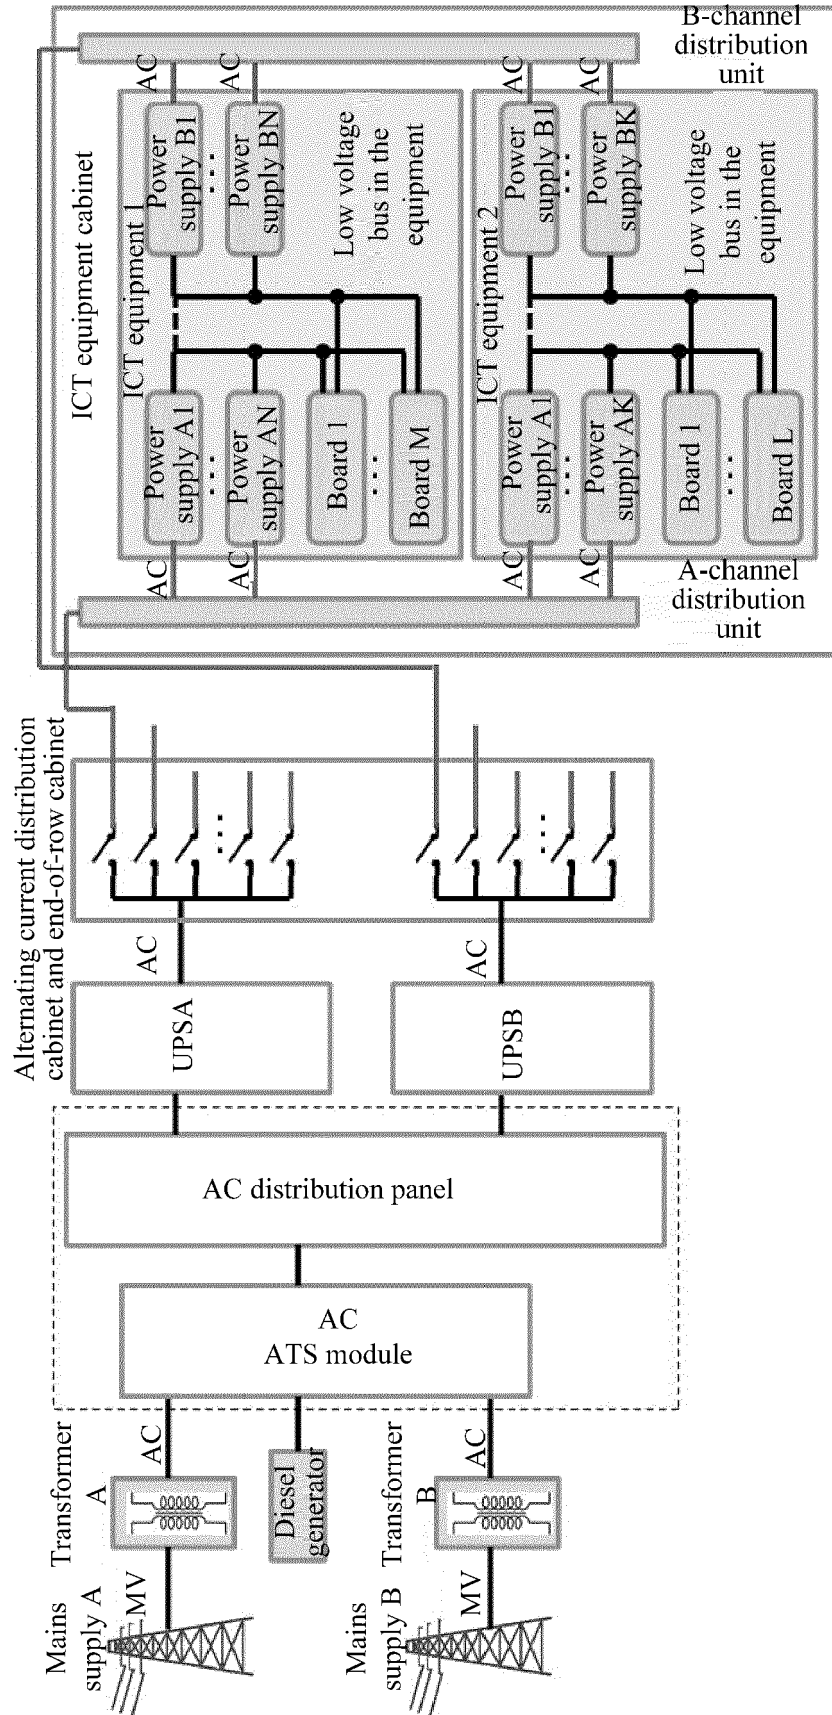 B-channel
distribution
unit
AC
AC
AC
AC
ICT equipment cabinet
ICT equipment 1
Power
supply B1
Power
supply BN
Low voltage
bus in the
equipment
Power
supply A1
Power
supply AN
Board 1
Board M
AC
AC
ICT equipment 2
Power
supply B1
Power
supply BK
Low voltage
bus in the
equipment
Power
supply A1
Power
supply AK
Board 1
Board L
AC
AC
A-channel
distribution
unit
Alternating current distribution
cabinet and end-of-row cabinet
AC
AC
UPSA
UPSB
AC distribution panel
AC
ATS module
Transformer
A
AC
Diesel
generator
Transformer
B
AC
Mains
supply A
MV
Mains
supply B
MV